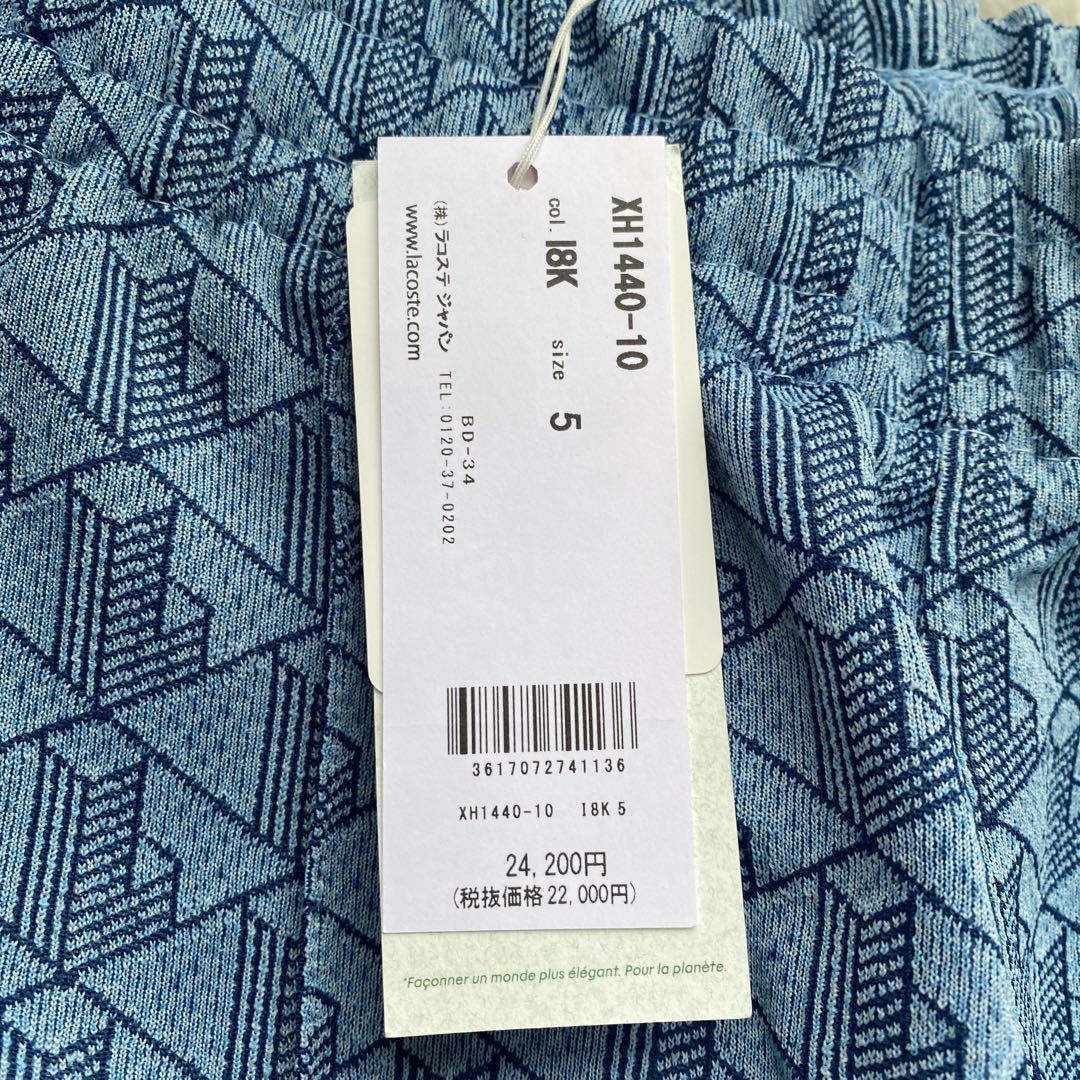 XH1440-10
col. I8K size 5
BD-34
(株)ラコステ ジャパン TEL:0120-37-0202
www.lacoste.com
3617072741136
XH1440-10 I8K 5
24,200円
(税抜価格22,000円)
*Façonner un monde plus élégant. Pour la planète.